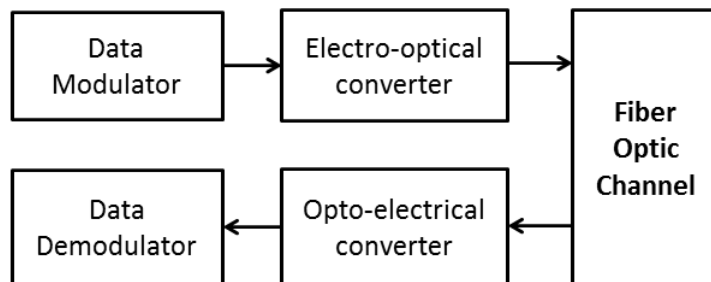 Data
Modulator
Electro-optical
converter
Fiber
Optic
Channel
Data
Demodulator
Opto-electrical
converter